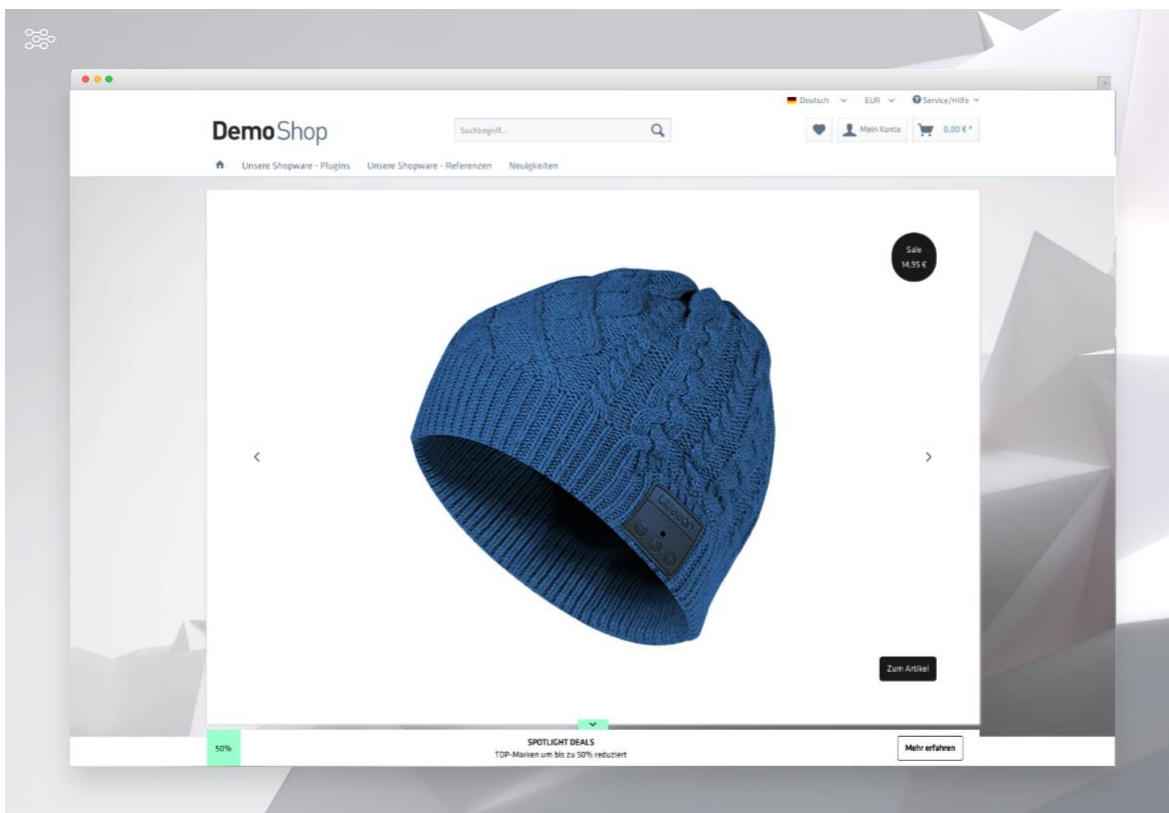 Deutsch EUR Service/Hilfe
DemoShop Suchbegriff... Mein Konto 0,00 € *
Unsere Shopware - Plugins Unsere Shopware - Referenzen Neuigkeiten
Sale
14,95 €
Zum Artikel
SPOTLIGHT DEALS
50% TOP-Marken um bis zu 50% reduziert Mehr erfahren